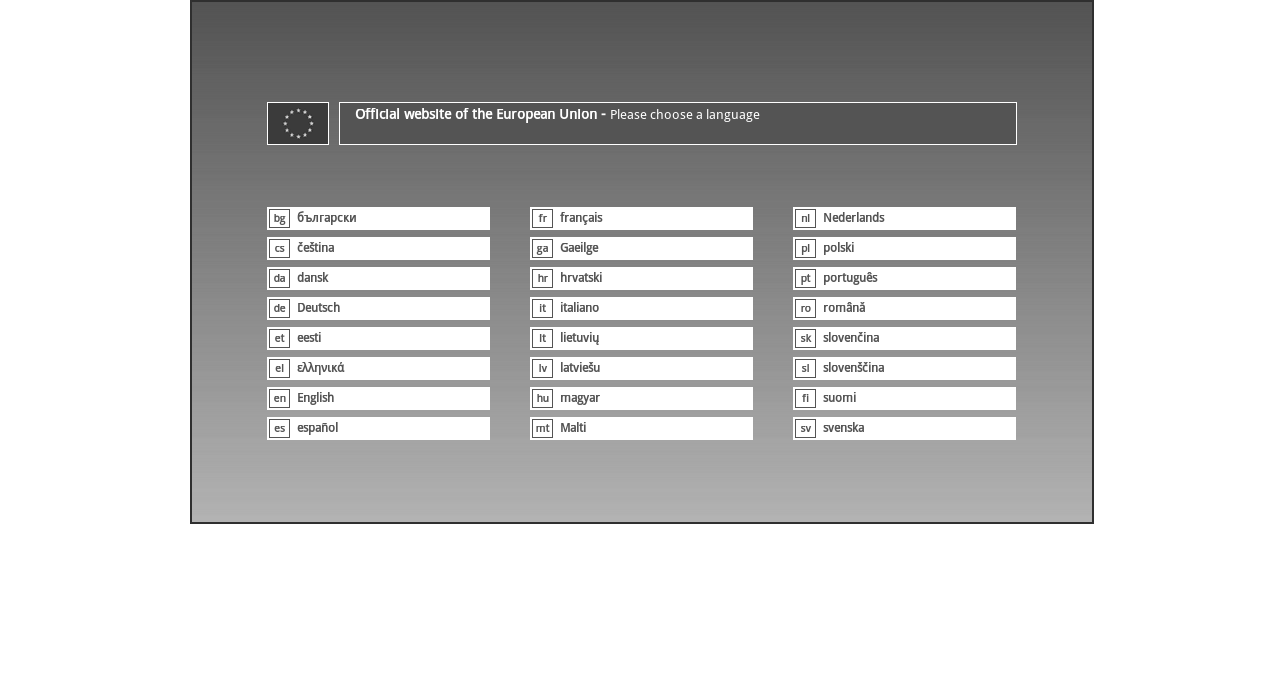 Official website of the European Union - Please choose a language
bg български
cs čeština
da dansk
de Deutsch
et eesti
el ελληνικά
en English
es español
fr français
ga Gaeilge
hr hrvatski
it italiano
lt lietuvių
lv latviešu
hu magyar
mt Malti
nl Nederlands
pl polski
pt português
ro română
sk slovenčina
sl slovenščina
fi suomi
sv svenska